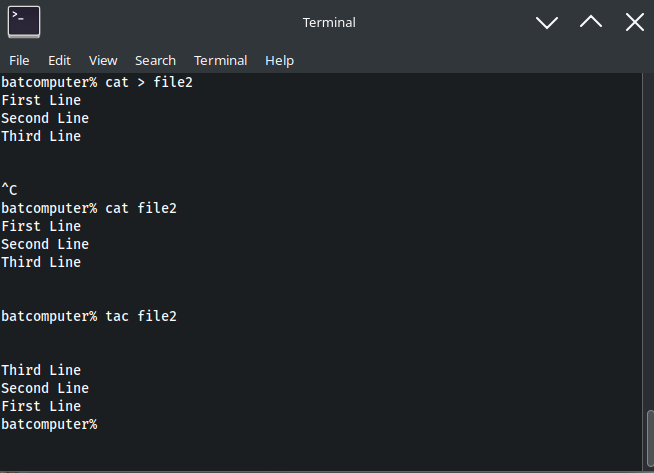 >_
Terminal
File Edit View Search Terminal Help
batcomputer% cat > file2
First Line
Second Line
Third Line
^C
batcomputer% cat file2
First Line
Second Line
Third Line
batcomputer% tac file2
Third Line
Second Line
First Line
batcomputer%